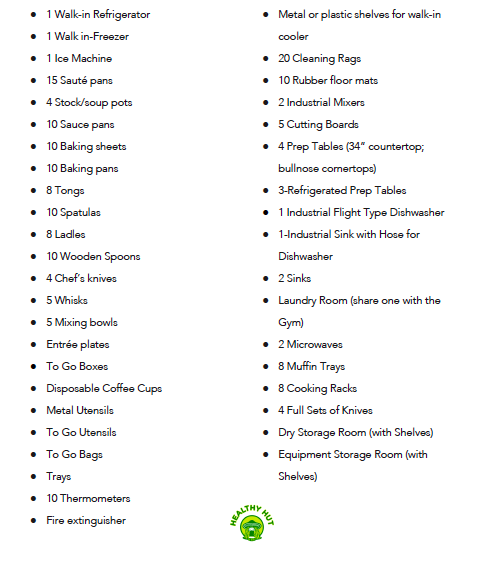 ● 1 Walk-in Refrigerator
● 1 Walk in-Freezer
● 1 Ice Machine
● 15 Sauté pans
● 4 Stock/soup pots
● 10 Sauce pans
● 10 Baking sheets
● 10 Baking pans
● 8 Tongs
● 10 Spatulas
● 8 Ladles
● 10 Wooden Spoons
● 4 Chef's knives
● 5 Whisks
● 5 Mixing bowls
● Entrée plates
● To Go Boxes
● Disposable Coffee Cups
● Metal Utensils
● To Go Utensils
● To Go Bags
● Trays
● 10 Thermometers
● Fire extinguisher
● Metal or plastic shelves for walk-in
cooler
● 20 Cleaning Rags
● 10 Rubber floor mats
● 2 Industrial Mixers
● 5 Cutting Boards
● 4 Prep Tables (34” countertop;
bullnose cornertops)
● 3-Refrigerated Prep Tables
● 1 Industrial Flight Type Dishwasher
● 1-Industrial Sink with Hose for
Dishwasher
● 2 Sinks
● Laundry Room (share one with the
Gym)
● 2 Microwaves
● 8 Muffin Trays
● 8 Cooking Racks
● 4 Full Sets of Knives
● Dry Storage Room (with Shelves)
● Equipment Storage Room (with
Shelves)
HEALTHY HUT